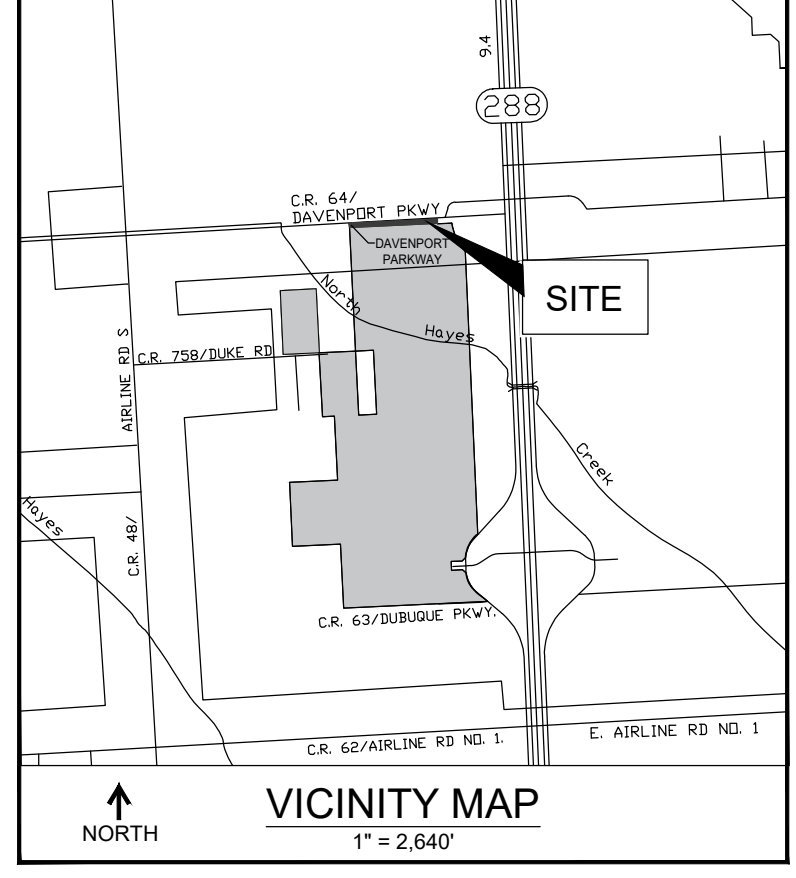 9.4
288
C.R. 64/
DAVENPORT PKWY
DAVENPORT
PARKWAY
SITE
North
Hayes
Creek
C.R. 758/DUKE RD
AIRLINE RD S
C.R. 48/
Hayes
C.R. 63/DUBUQUE PKWY.
C.R. 62/AIRLINE RD NO. 1.
E. AIRLINE RD NO. 1
NORTH
VICINITY MAP
1" = 2,640'